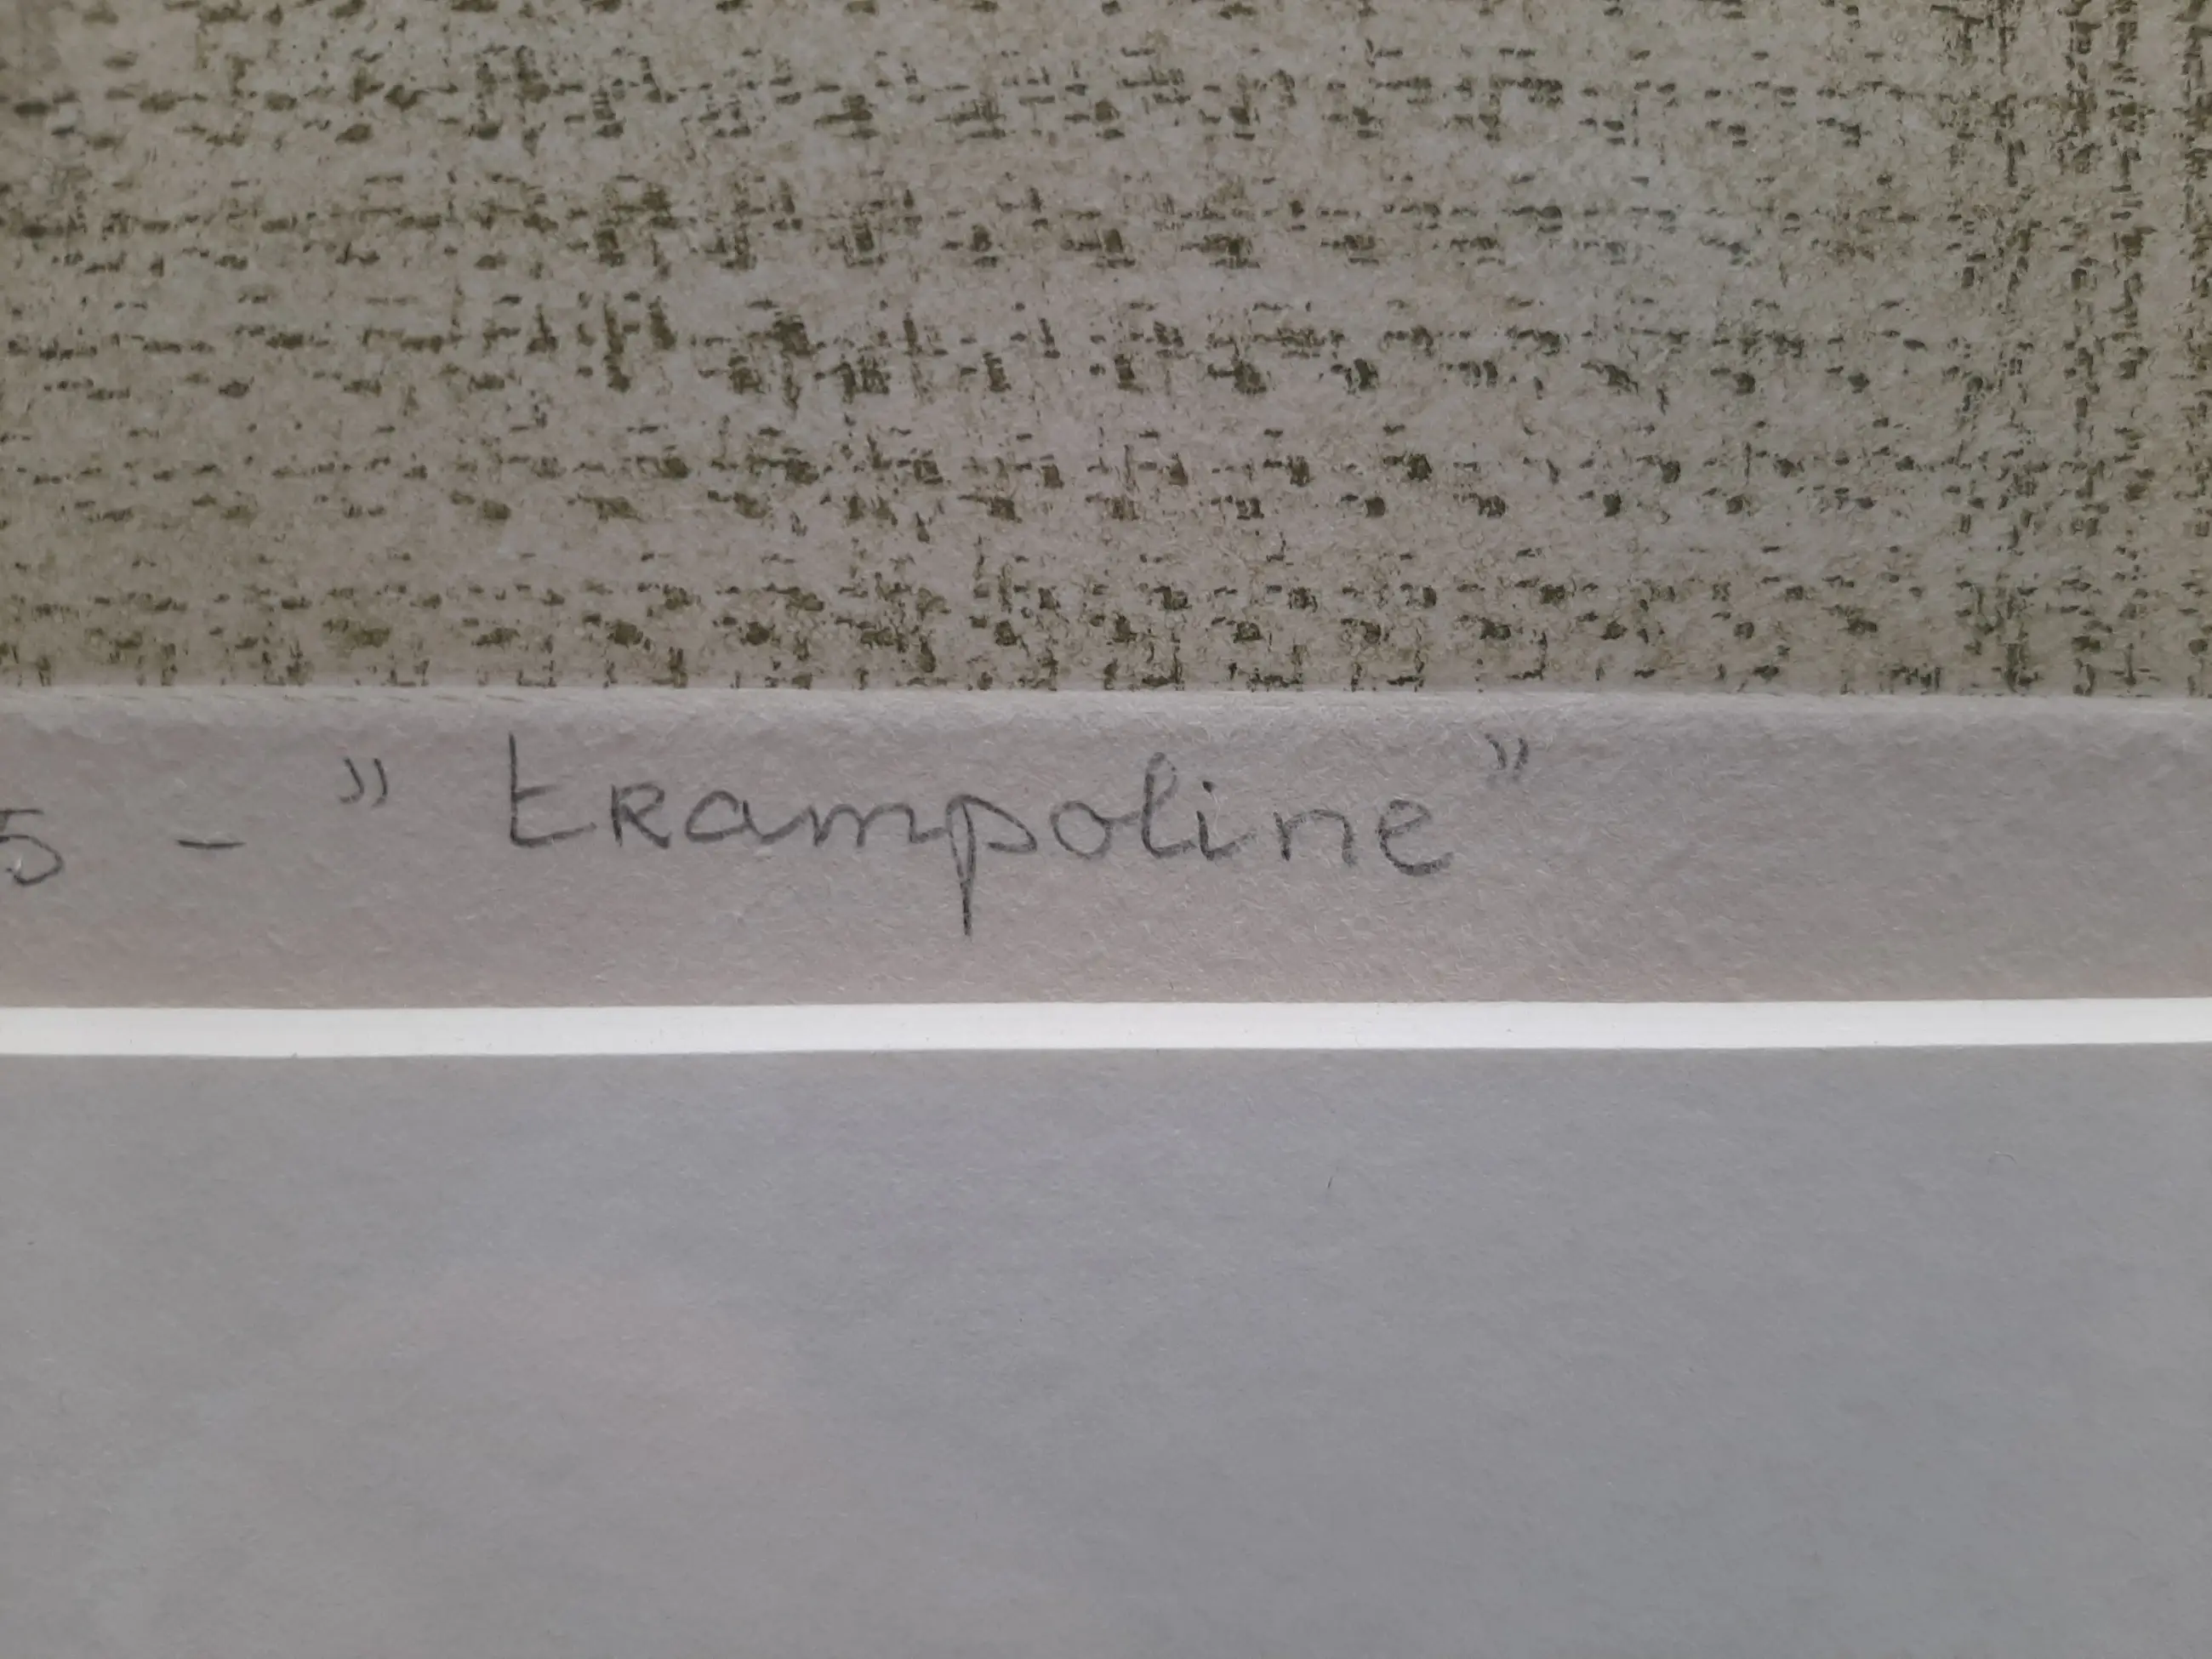 5 - " trampoline "